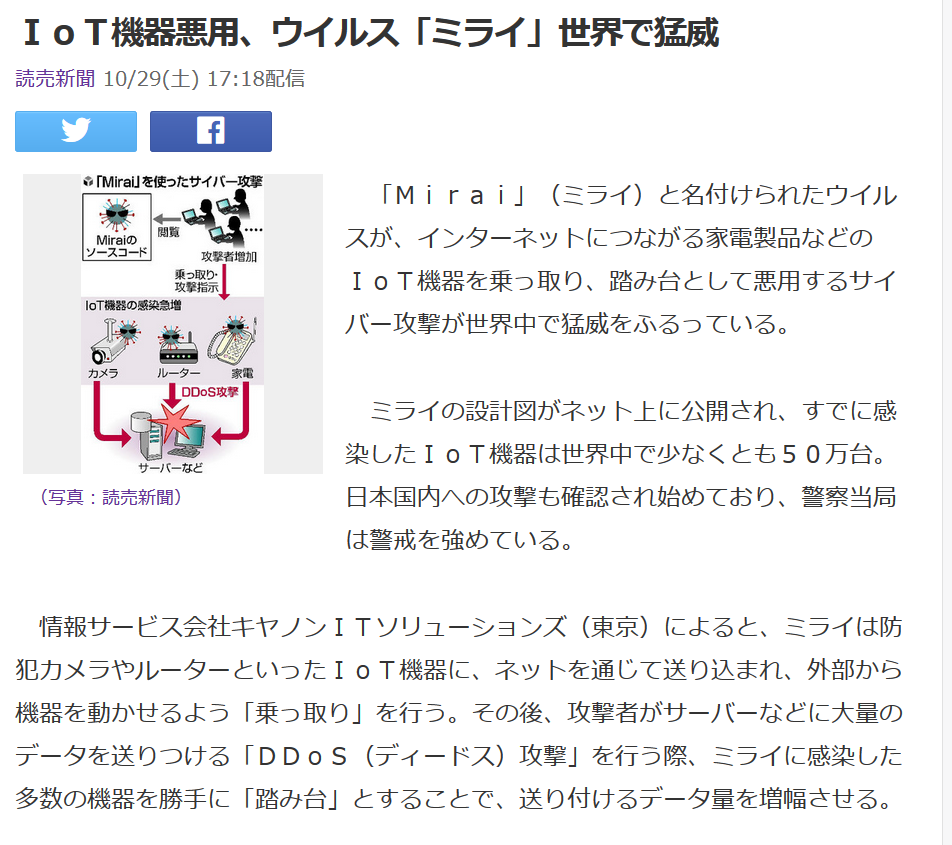 ＩｏＴ機器悪用、ウイルス「ミライ」世界で猛威
読売新聞 10/29(土) 17:18配信
「Mirai」を使ったサイバー攻撃
Miraiの
ソースコード
閲覧
攻撃者増加
乗っ取り・
攻撃指示
IoT機器の感染急増
カメラ
ルーター
家電
DDoS攻撃
サーバーなど
（写真：読売新聞）
「Ｍｉｒａｉ」（ミライ）と名付けられたウイル
スが、インターネットにつながる家電製品などの
ＩｏＴ機器を乗っ取り、踏み台として悪用するサイ
バー攻撃が世界中で猛威をふるっている。
ミライの設計図がネット上に公開され、すでに感
染したＩｏＴ機器は世界中で少なくとも５０万台。
日本国内への攻撃も確認され始めており、警察当局
は警戒を強めている。
情報サービス会社キヤノンＩＴソリューションズ（東京）によると、ミライは防
犯カメラやルーターといったＩｏＴ機器に、ネットを通じて送り込まれ、外部から
機器を動かせるよう「乗っ取り」を行う。その後、攻撃者がサーバーなどに大量の
データを送りつける「ＤＤｏＳ（ディードス）攻撃」を行う際、ミライに感染した
多数の機器を勝手に「踏み台」とすることで、送り付けるデータ量を増幅させる。